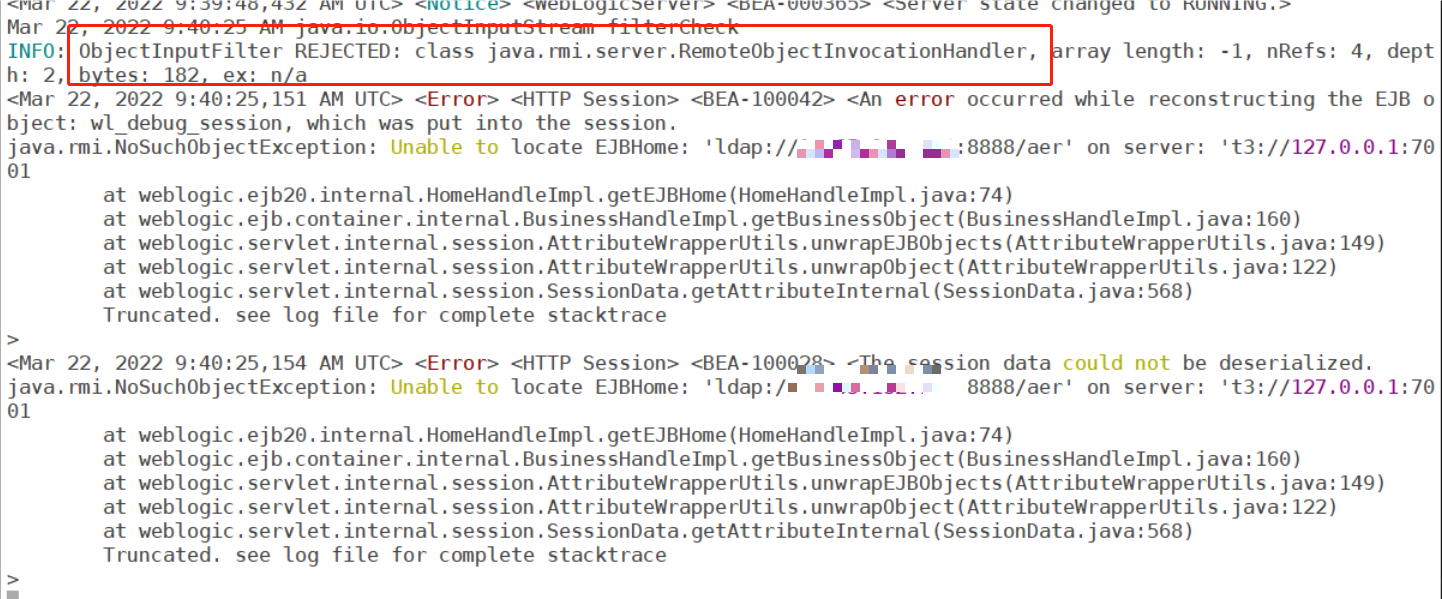 <Mar 22, 2022 9:39:48,432 AM UTC> <Notice> <WebLogicServer> <BEA-000365> <Server state changed to RUNNING.>
Mar 22, 2022 9:40:25 AM java.io.ObjectInputStream filterCheck
INFO: ObjectInputFilter REJECTED: class java.rmi.server.RemoteObjectInvocationHandler, array length: -1, nRefs: 4, dept
h: 2, bytes: 182, ex: n/a
<Mar 22, 2022 9:40:25,151 AM UTC> <Error> <HTTP Session> <BEA-100042> <An error occurred while reconstructing the EJB o
bject: wl_debug_session, which was put into the session.
java.rmi.NoSuchObjectException: Unable to locate EJBHome: 'ldap:// :8888/aer' on server: 't3://127.0.0.1:70
01
at weblogic.ejb20.internal.HomeHandleImpl.getEJBHome(HomeHandleImpl.java:74)
at weblogic.ejb.container.internal.BusinessHandleImpl.getBusinessObject(BusinessHandleImpl.java:160)
at weblogic.servlet.internal.session.AttributeWrapperUtils.unwrapEJBObjects(AttributeWrapperUtils.java:149)
at weblogic.servlet.internal.session.AttributeWrapperUtils.unwrapObject(AttributeWrapperUtils.java:122)
at weblogic.servlet.internal.session.SessionData.getAttributeInternal(SessionData.java:568)
Truncated. see log file for complete stacktrace
>
<Mar 22, 2022 9:40:25,154 AM UTC> <Error> <HTTP Session> <BEA-100028> <The session data could not be deserialized.
java.rmi.NoSuchObjectException: Unable to locate EJBHome: 'ldap:/ 8888/aer' on server: 't3://127.0.0.1:70
01
at weblogic.ejb20.internal.HomeHandleImpl.getEJBHome(HomeHandleImpl.java:74)
at weblogic.ejb.container.internal.BusinessHandleImpl.getBusinessObject(BusinessHandleImpl.java:160)
at weblogic.servlet.internal.session.AttributeWrapperUtils.unwrapEJBObjects(AttributeWrapperUtils.java:149)
at weblogic.servlet.internal.session.AttributeWrapperUtils.unwrapObject(AttributeWrapperUtils.java:122)
at weblogic.servlet.internal.session.SessionData.getAttributeInternal(SessionData.java:568)
Truncated. see log file for complete stacktrace
>